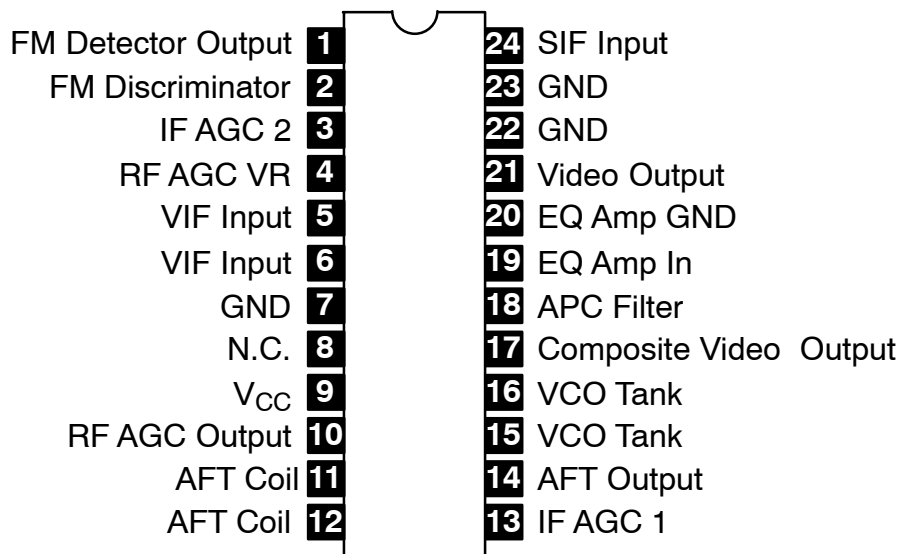 FM Detector Output 1
FM Discriminator 2
IF AGC 2 3
RF AGC VR 4
VIF Input 5
VIF Input 6
GND 7
N.C. 8
VCC 9
RF AGC Output 10
AFT Coil 11
AFT Coil 12
24 SIF Input
23 GND
22 GND
21 Video Output
20 EQ Amp GND
19 EQ Amp In
18 APC Filter
17 Composite Video Output
16 VCO Tank
15 VCO Tank
14 AFT Output
13 IF AGC 1